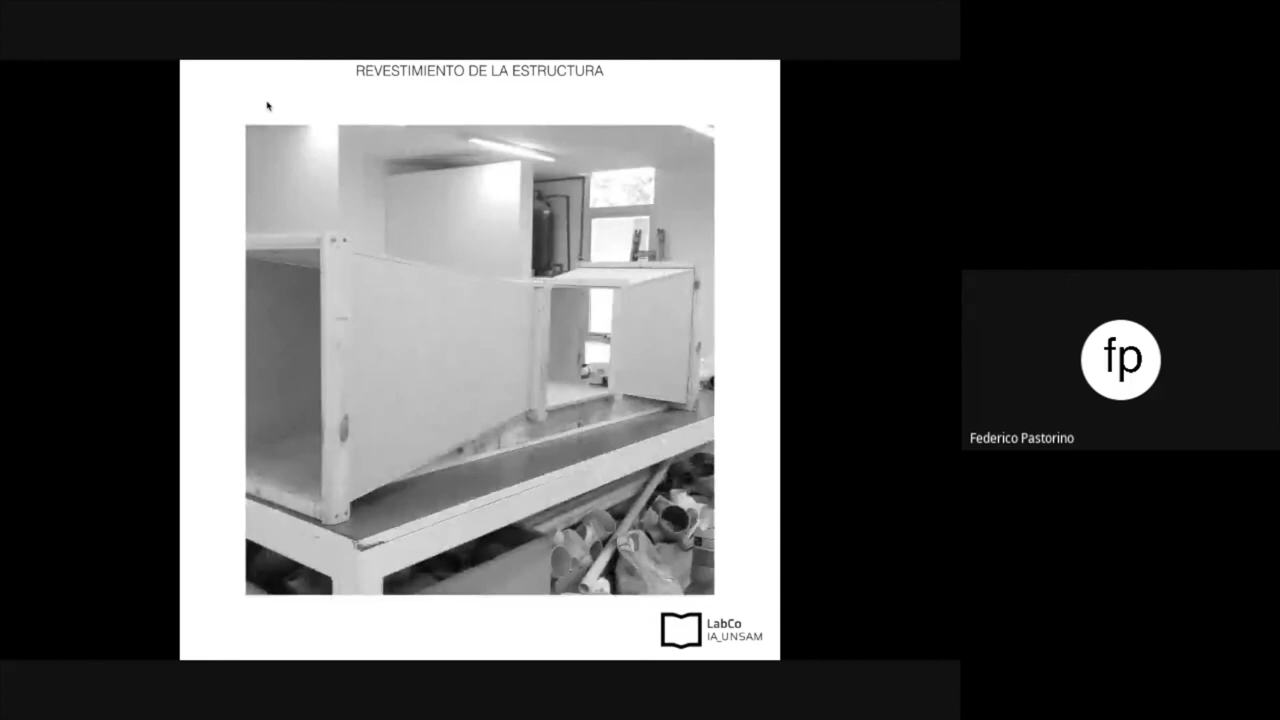 REVESTIMIENTO DE LA ESTRUCTURA
LabCo
IA_UNSAM
fp
Federico Pastorino